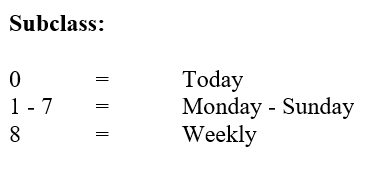 Subclass:
0 = Today
1 - 7 = Monday - Sunday
8 = Weekly